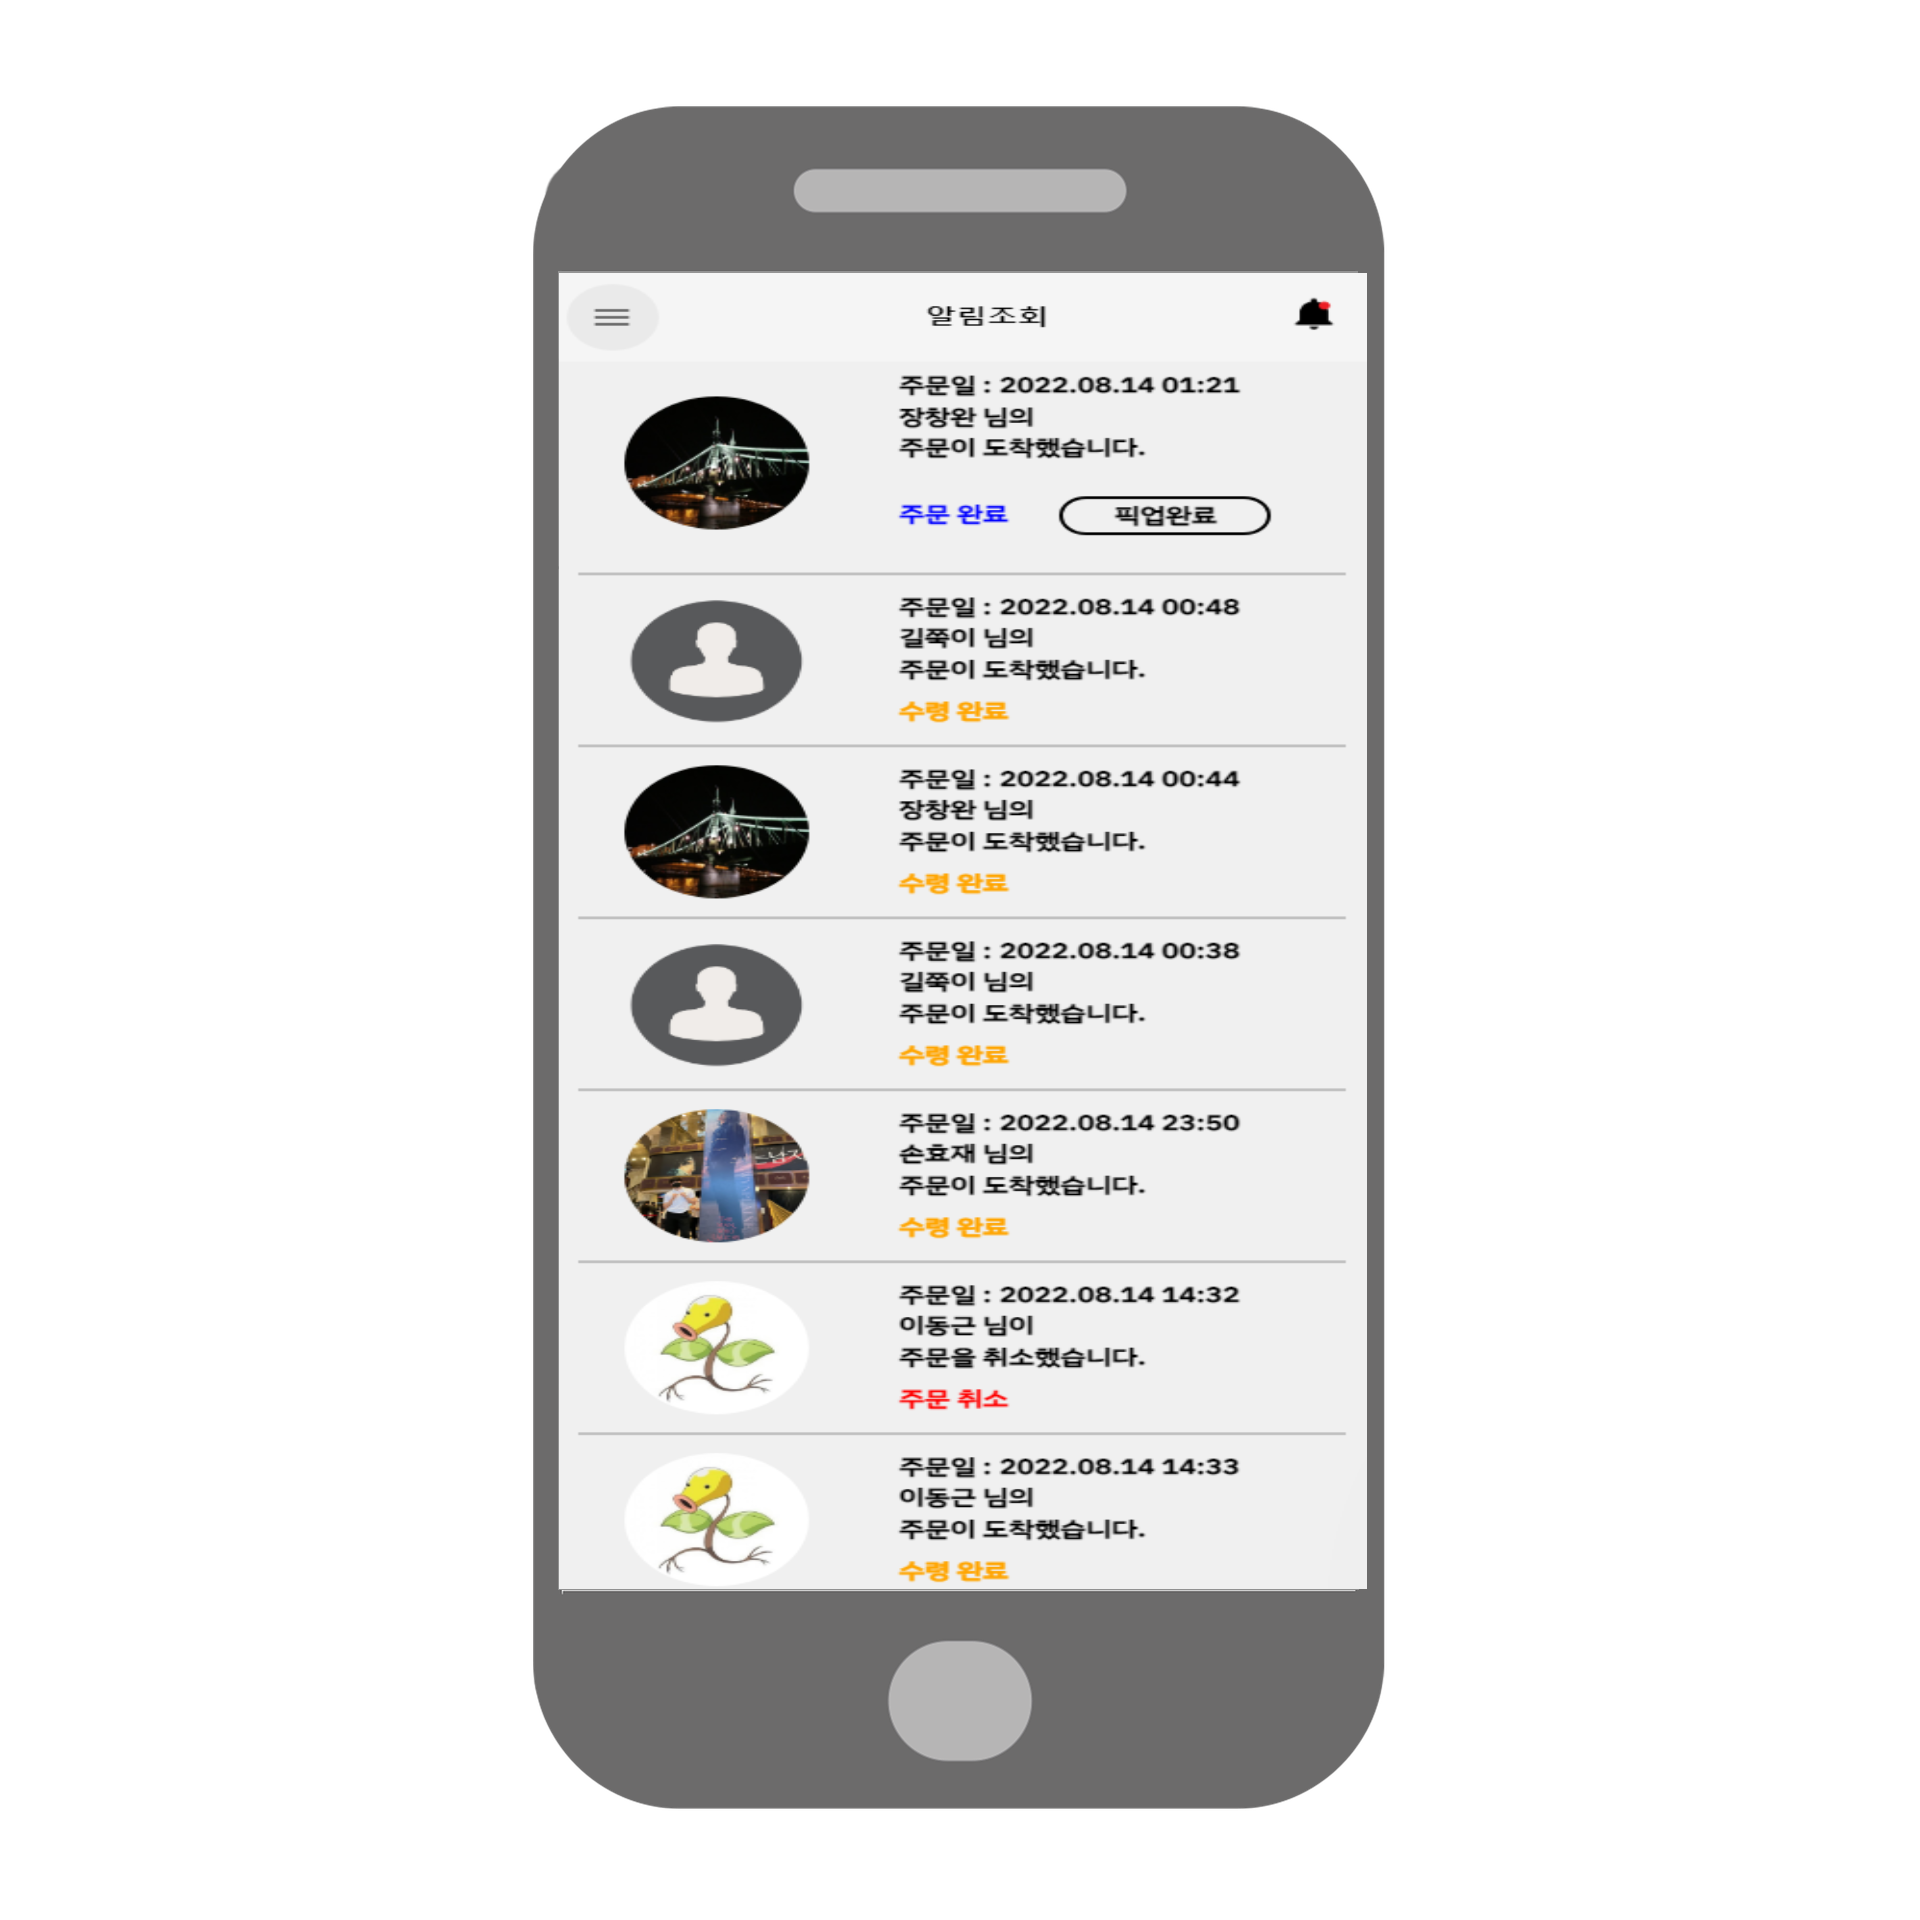 알림조회
주문일 : 2022.08.14 01:21
장창완 님의
주문이 도착했습니다.
주문 완료
픽업완료
주문일 : 2022.08.14 00:48
길쭉이 님의
주문이 도착했습니다.
수령 완료
주문일 : 2022.08.14 00:44
장창완 님의
주문이 도착했습니다.
수령 완료
주문일 : 2022.08.14 00:38
길쭉이 님의
주문이 도착했습니다.
수령 완료
주문일 : 2022.08.14 23:50
손효재 님의
주문이 도착했습니다.
수령 완료
주문일 : 2022.08.14 14:32
이동근 님이
주문을 취소했습니다.
주문 취소
주문일 : 2022.08.14 14:33
이동근 님의
주문이 도착했습니다.
수령 완료